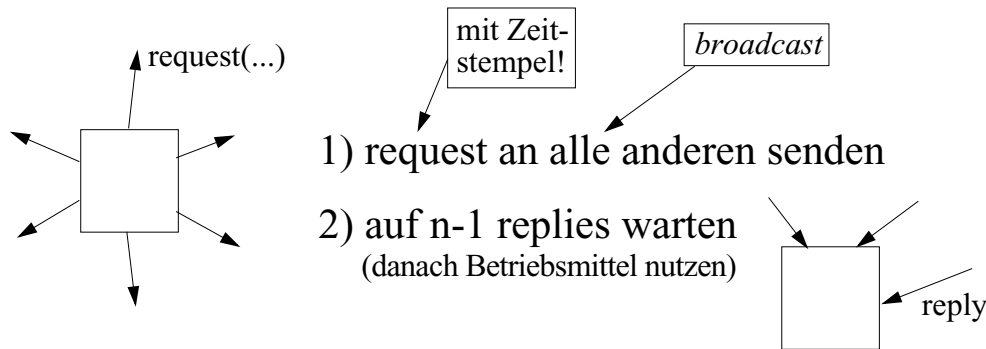 mit Zeit-
stempel!
broadcast
request(...)
1) request an alle anderen senden
2) auf n-1 replies warten
(danach Betriebsmittel nutzen)
reply